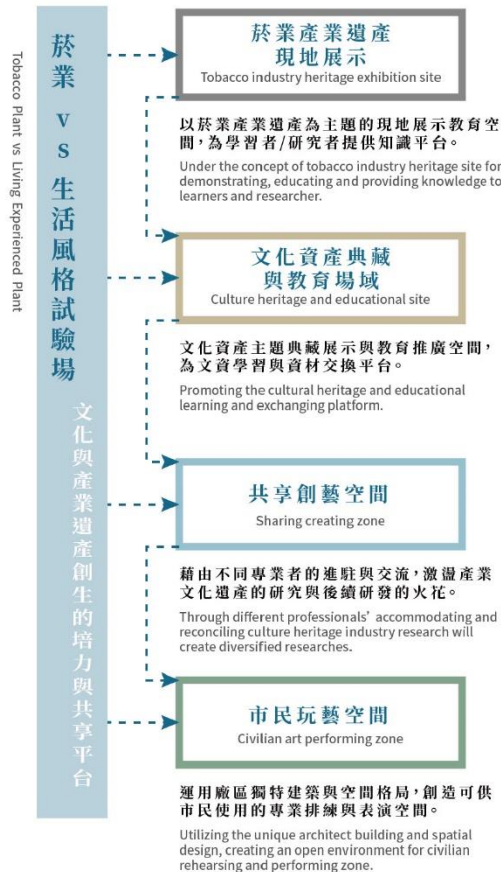 Tobacco Plant vs Living Experienced Plant
菸業 vs 生活風格試驗場
文化與產業遺產創生的培力與共享平台
菸業產業遺產
現地展示
Tobacco industry heritage exhibition site
以菸業產業遺產為主題的現地展示教育空
間，為學習者/研究者提供知識平台。
Under the concept of tobacco industry heritage site for
demonstrating, educating and providing knowledge to
learners and researcher.
文化資產典藏
與教育場域
Culture heritage and educational site
文化資產主題典藏展示與教育推廣空間，
為文資學習與資材交換平台。
Promoting the cultural heritage and educational
learning and exchanging platform.
共享創藝空間
Sharing creating zone
藉由不同專業者的進駐與交流，激盪產業
文化遺產的研究與後續研發的火花。
Through different professionals’ accommodating and
reconciling culture heritage industry research will
create diversified researches.
市民玩藝空間
Civilian art performing zone
運用廠區獨特建築與空間格局，創造可供
市民使用的專業排練與表演空間。
Utilizing the unique architect building and spatial
design, creating an open environment for civilian
rehearsing and performing zone.